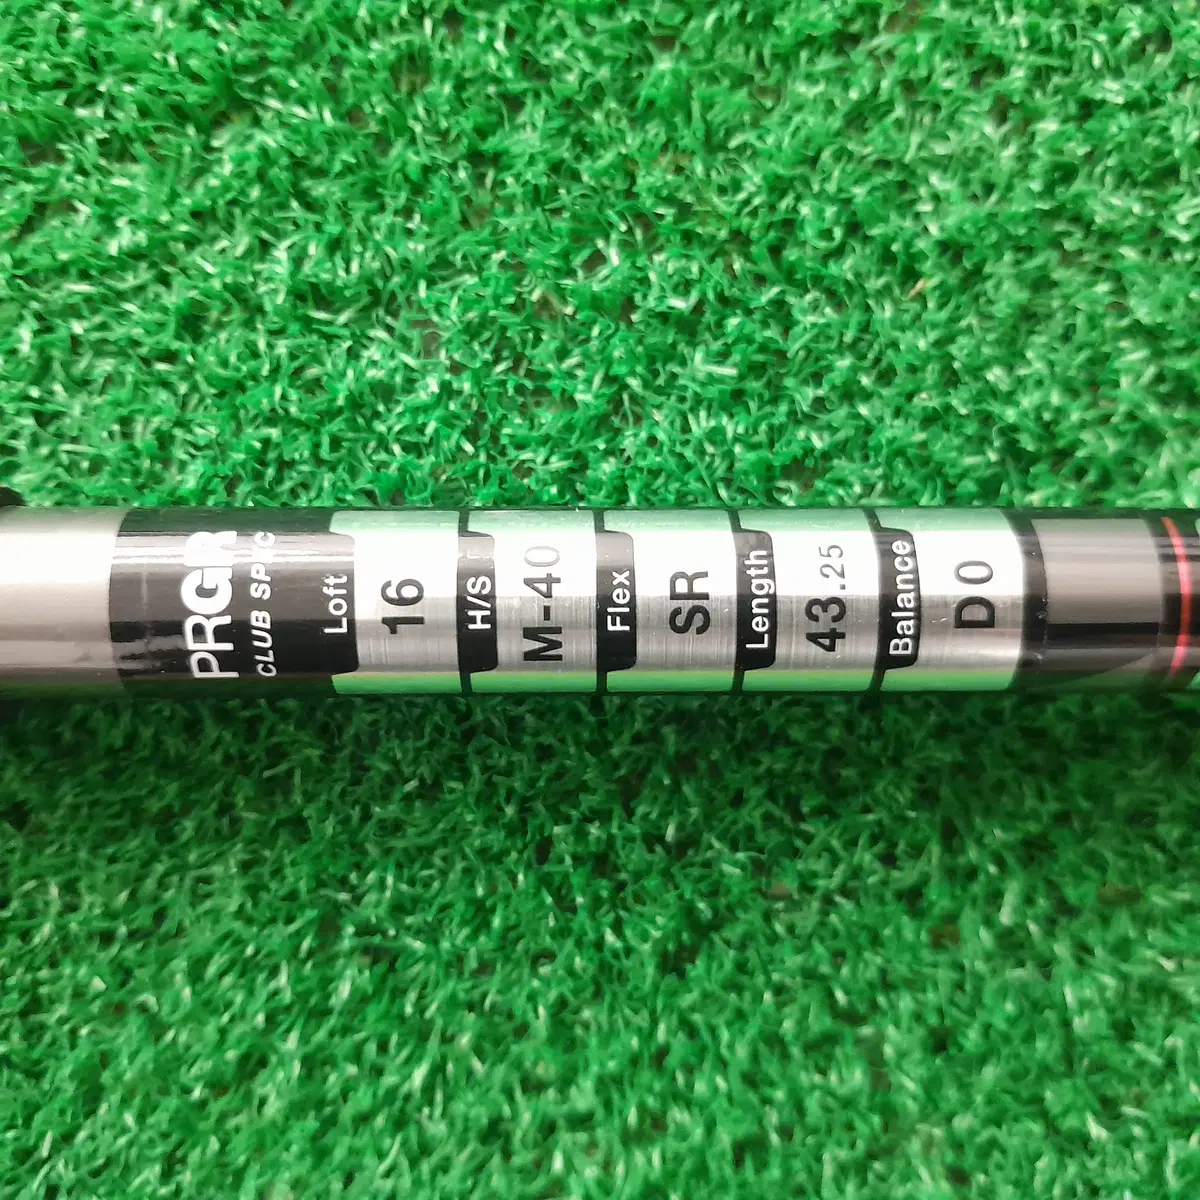 PRGR
CLUB SPEC
Loft
16
H/S
M-40
Flex
SR
Length
43.25
Balance
D0